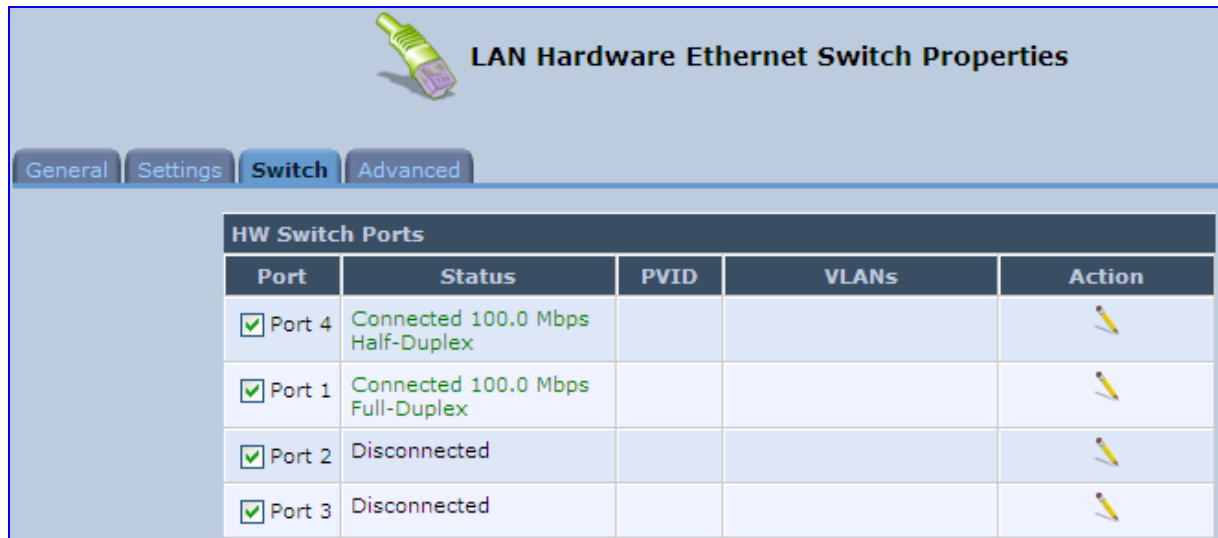 LAN Hardware Ethernet Switch Properties
General Settings Switch Advanced
HW Switch Ports
Port Status PVID VLANs Action
Port 4 Connected 100.0 Mbps
Half-Duplex
Port 1 Connected 100.0 Mbps
Full-Duplex
Port 2 Disconnected
Port 3 Disconnected